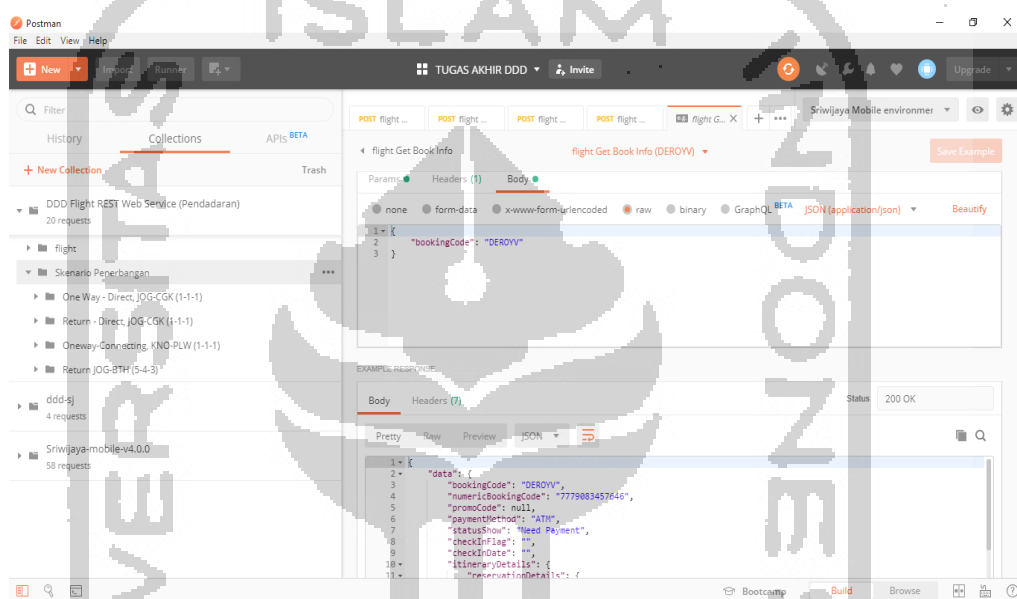 Postman
File Edit View Help
New Import Runner TUGAS AKHIR DDD Invite Upgrade
Filter
History Collections APIs BETA
+ New Collection Trash
DDD Flight REST Web Service (Pendadaran)
20 requests
flight
Skenario Penerbangan
One Way - Direct, JOG-CGK (1-1-1)
Return - Direct, JOG-CGK (1-1-1)
Oneway-Connecting, KNO-PLW (1-1-1)
Return JOG-BTH (5-4-3)
ddd-sj
4 requests
Sriwijaya-mobile-v4.0.0
58 requests
POST flight ... POST flight ... POST flight ... POST flight ... flight G... Sriwijaya Mobile environmer
flight Get Book Info flight Get Book Info (DEROYV) Save Example
Params Headers (1) Body
none form-data x-www-form-urlencoded raw binary GraphQL BETA JSON (application/json) Beautify
1 {
2 "bookingCode": "DEROYV"
3 }
EXAMPLE RESPONSE
Body Headers (7) Status 200 OK
Pretty Raw Preview JSON
1 {
2 "data": {
3 "bookingCode": "DEROYV",
4 "numericBookingCode": "7779083457646",
5 "promoCode": null,
6 "paymentMethod": "ATM",
7 "statusShow": "Need Payment",
8 "checkInFlag": "",
9 "checkInDate": "",
10 "itineraryDetails": {
11 "reservationDetails": {
Bootcamp Build Browse
ISLAM